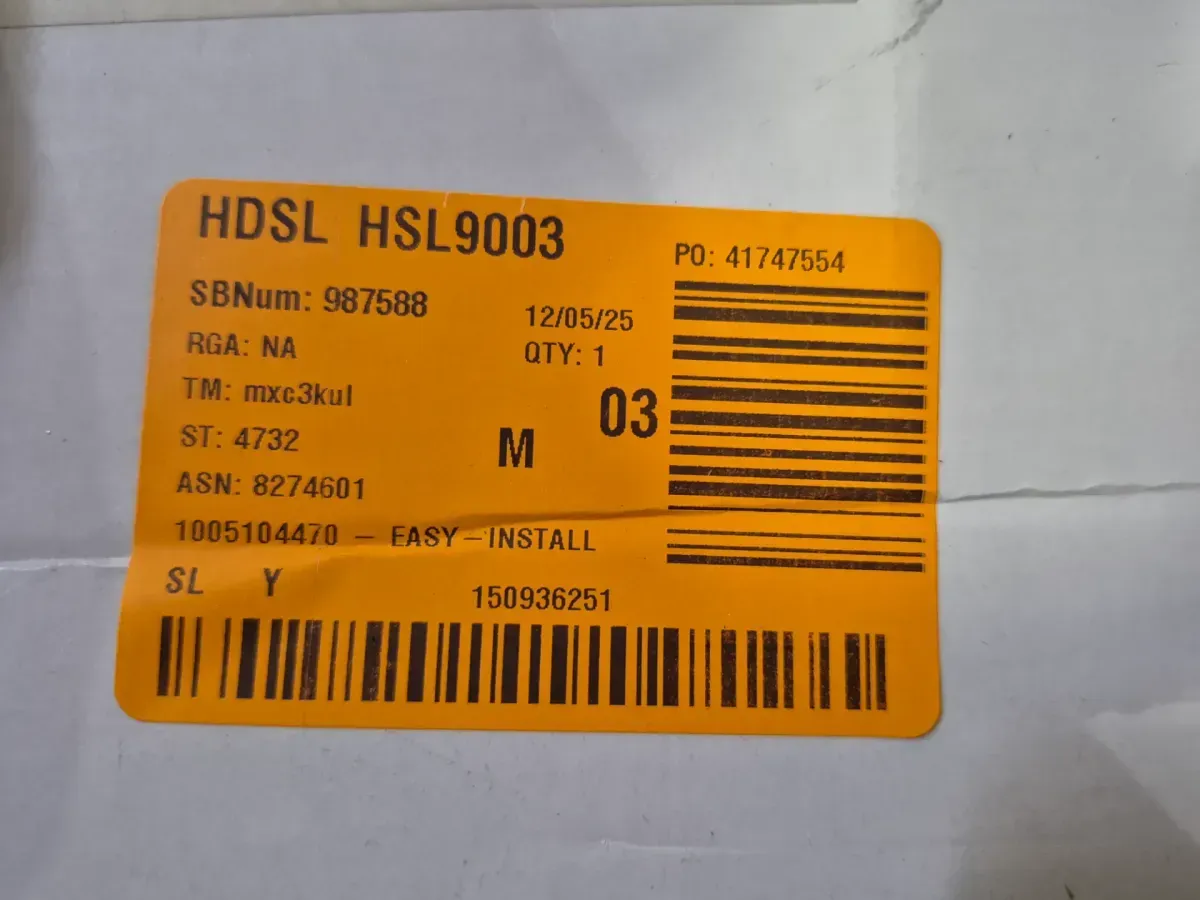 HDSL HSL9003
PO: 41747554
SBNum: 987588
12/05/25
RGA: NA
QTY: 1
TM: mxc3kul
03
ST: 4732
M
ASN: 8274601
1005104470 - EASY-INSTALL
SL Y
150936251